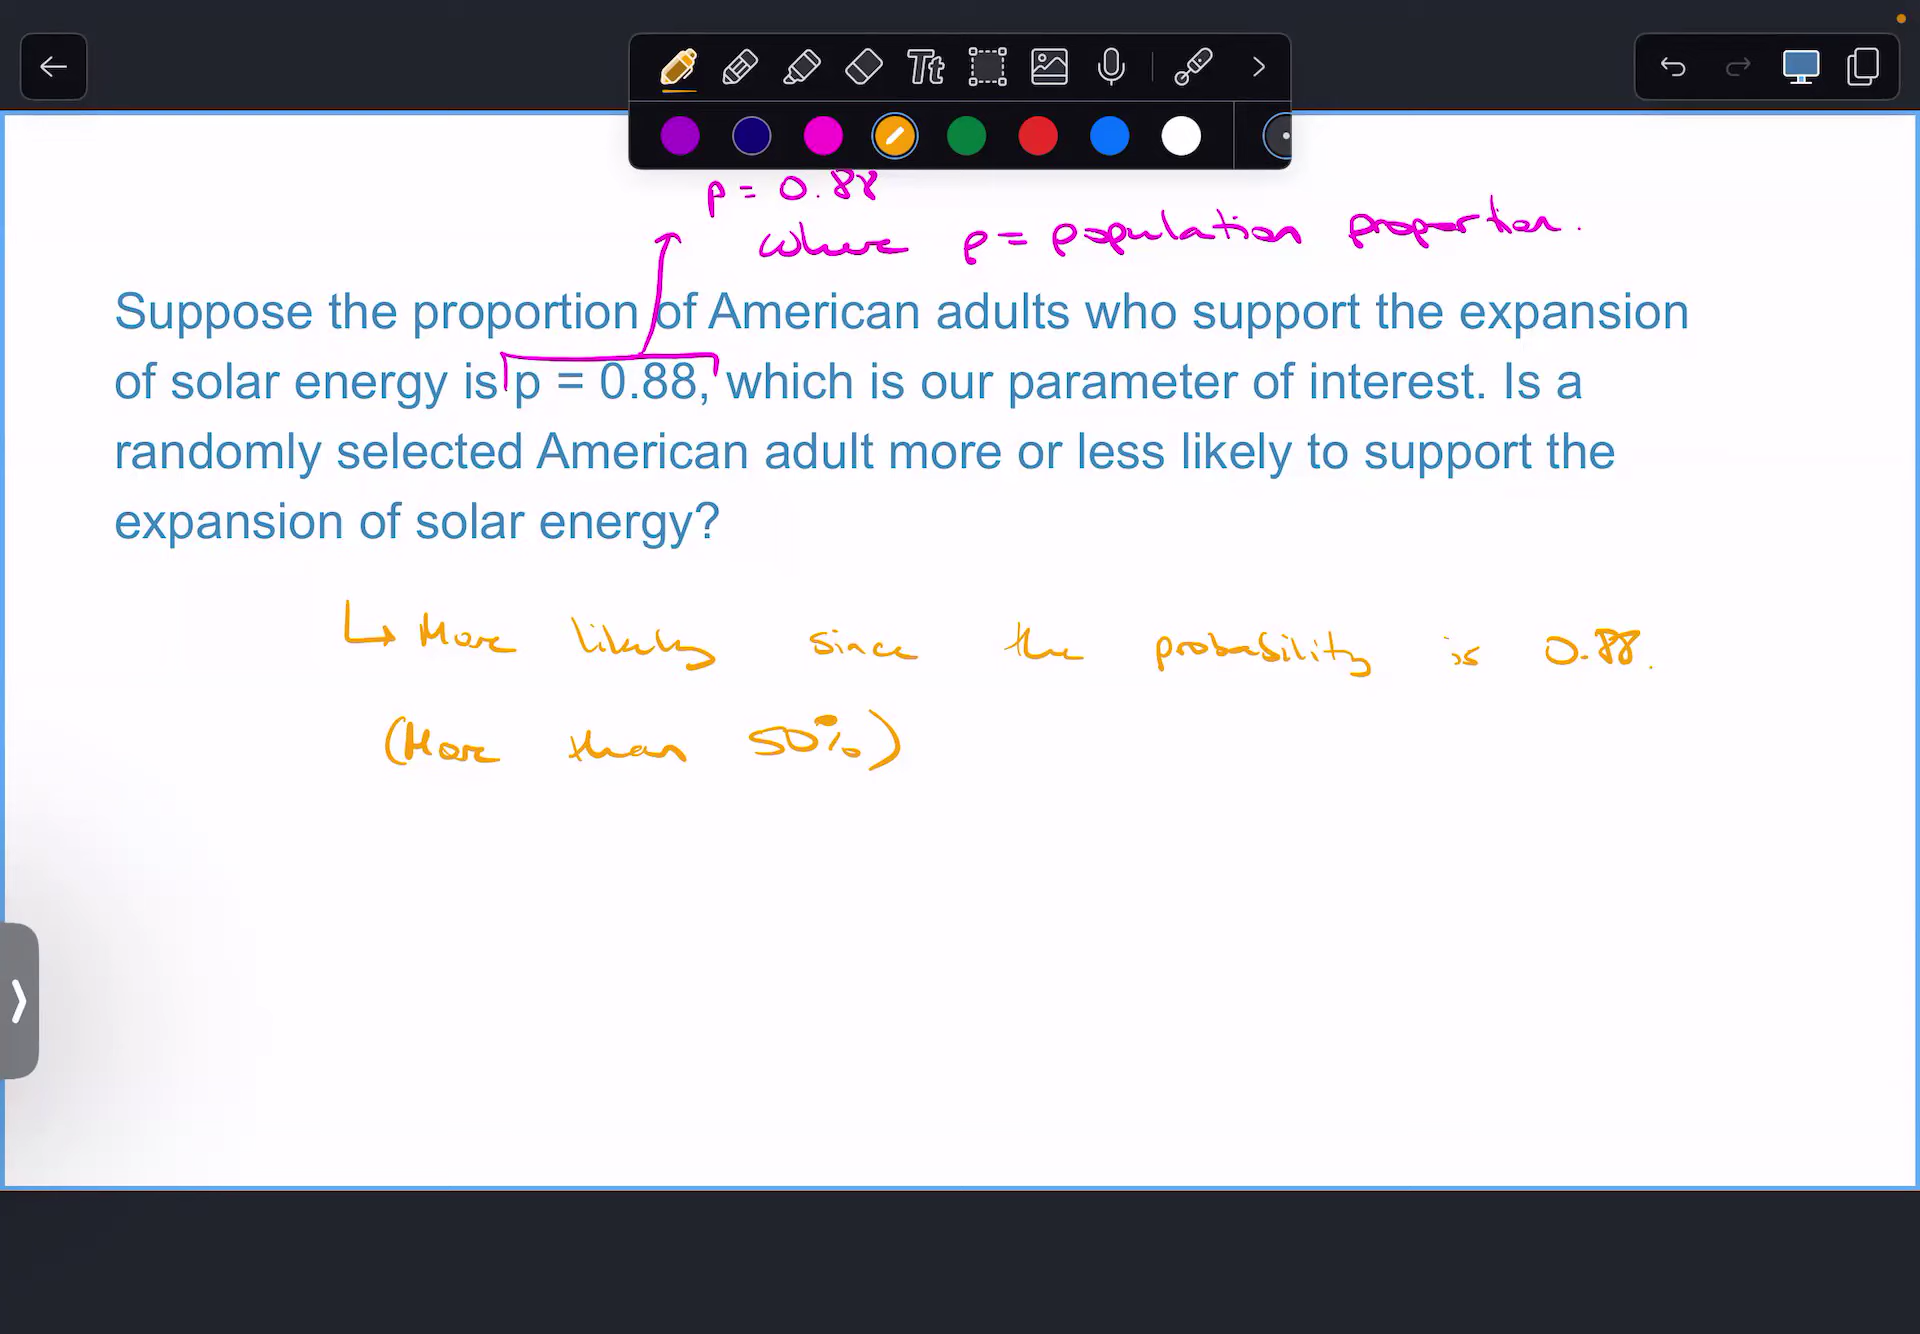 Tt
p = 0.88
where p = population proportion.
Suppose the proportion of American adults who support the expansion
of solar energy is p = 0.88, which is our parameter of interest. Is a
randomly selected American adult more or less likely to support the
expansion of solar energy?
More likely since the probability is 0.88.
(More than 50%)